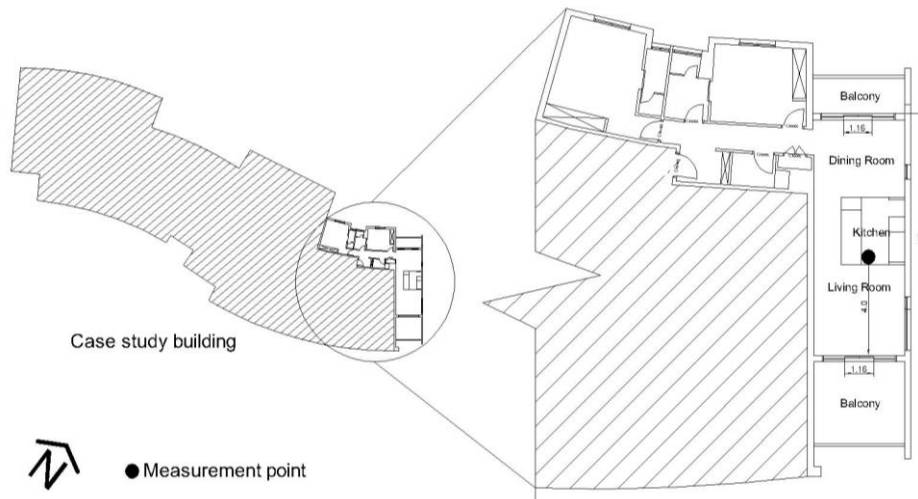 Balcony
1.16
Dining Room
Kitchen
Living Room
4.0
1.16
Balcony
Case study building
N
Measurement point